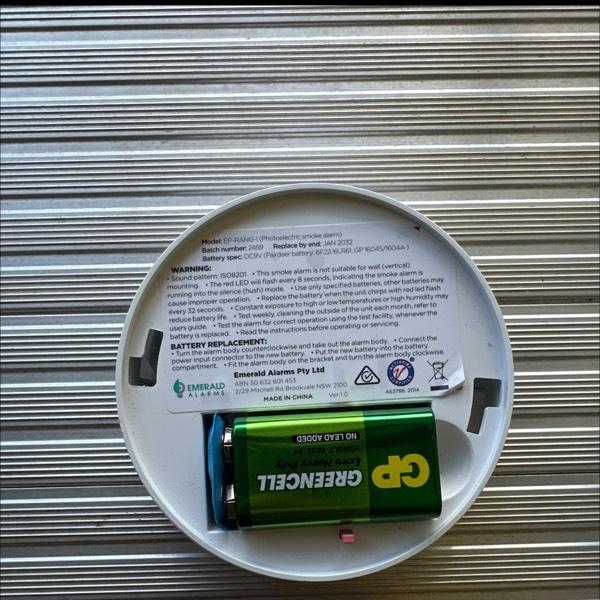 Model: EP-RANG-1 (Photoelectric smoke alarm)
Batch number: 2459 Replace by end: JAN 2032
Battery spec: DC9V (Pairdeer battery: 6F22/6LR61, GP 1604S/1604A )
WARNING:
• Sound pattern: ISO8201 • This smoke alarm is not suitable for wall (vertical)
mounting. • The red LED will flash every 8 seconds, indicating the smoke alarm is
running into the silence (hush) mode. • Use only specified batteries, other batteries may
cause improper operation. • Replace the battery when the unit chirps with red led flash
every 32 seconds. • Constant exposure to high or low temperatures or high humidity may
reduce battery life. • Test weekly, cleaning outside of the unit each month, refer to
users guide. • Test the alarm for correct operation using the test facility, whenever the
battery is replaced. • Read the instructions before operating or servicing.
BATTERY REPLACEMENT:
• Turn the alarm body counterclockwise and take out the alarm body. • Connect the
power input connector to the new battery. • Put the new battery into the battery
compartment. • Fit the alarm body on the bracket and turn the alarm body clockwise.
EMERALD
ALARMS
Emerald Alarms Pty Ltd
ABN 50 632 601 453
2/29 Mitchell Rd Brookvale NSW 2100
MADE IN CHINA Ver:1.0
AS3786: 2014
GP
GREENCELL
Extra Heavy Duty
NO LEAD ADDED